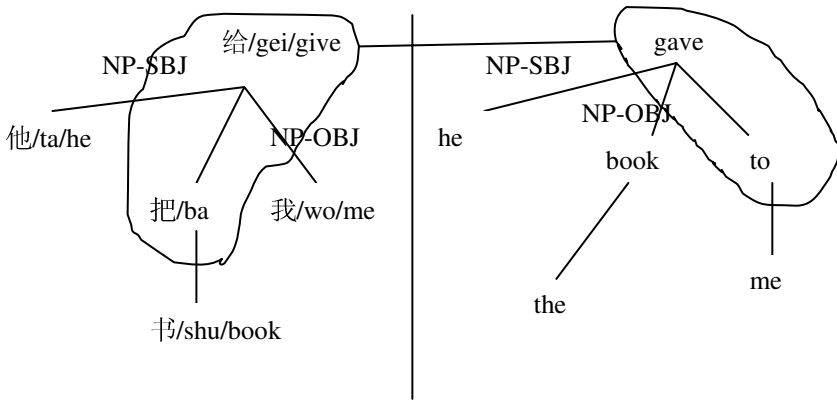 给/gei/give
gave
NP-SBJ
NP-SBJ
NP-OBJ
他/ta/he
NP-OBJ
he
book
to
把/ba
我/wo/me
me
the
书/shu/book